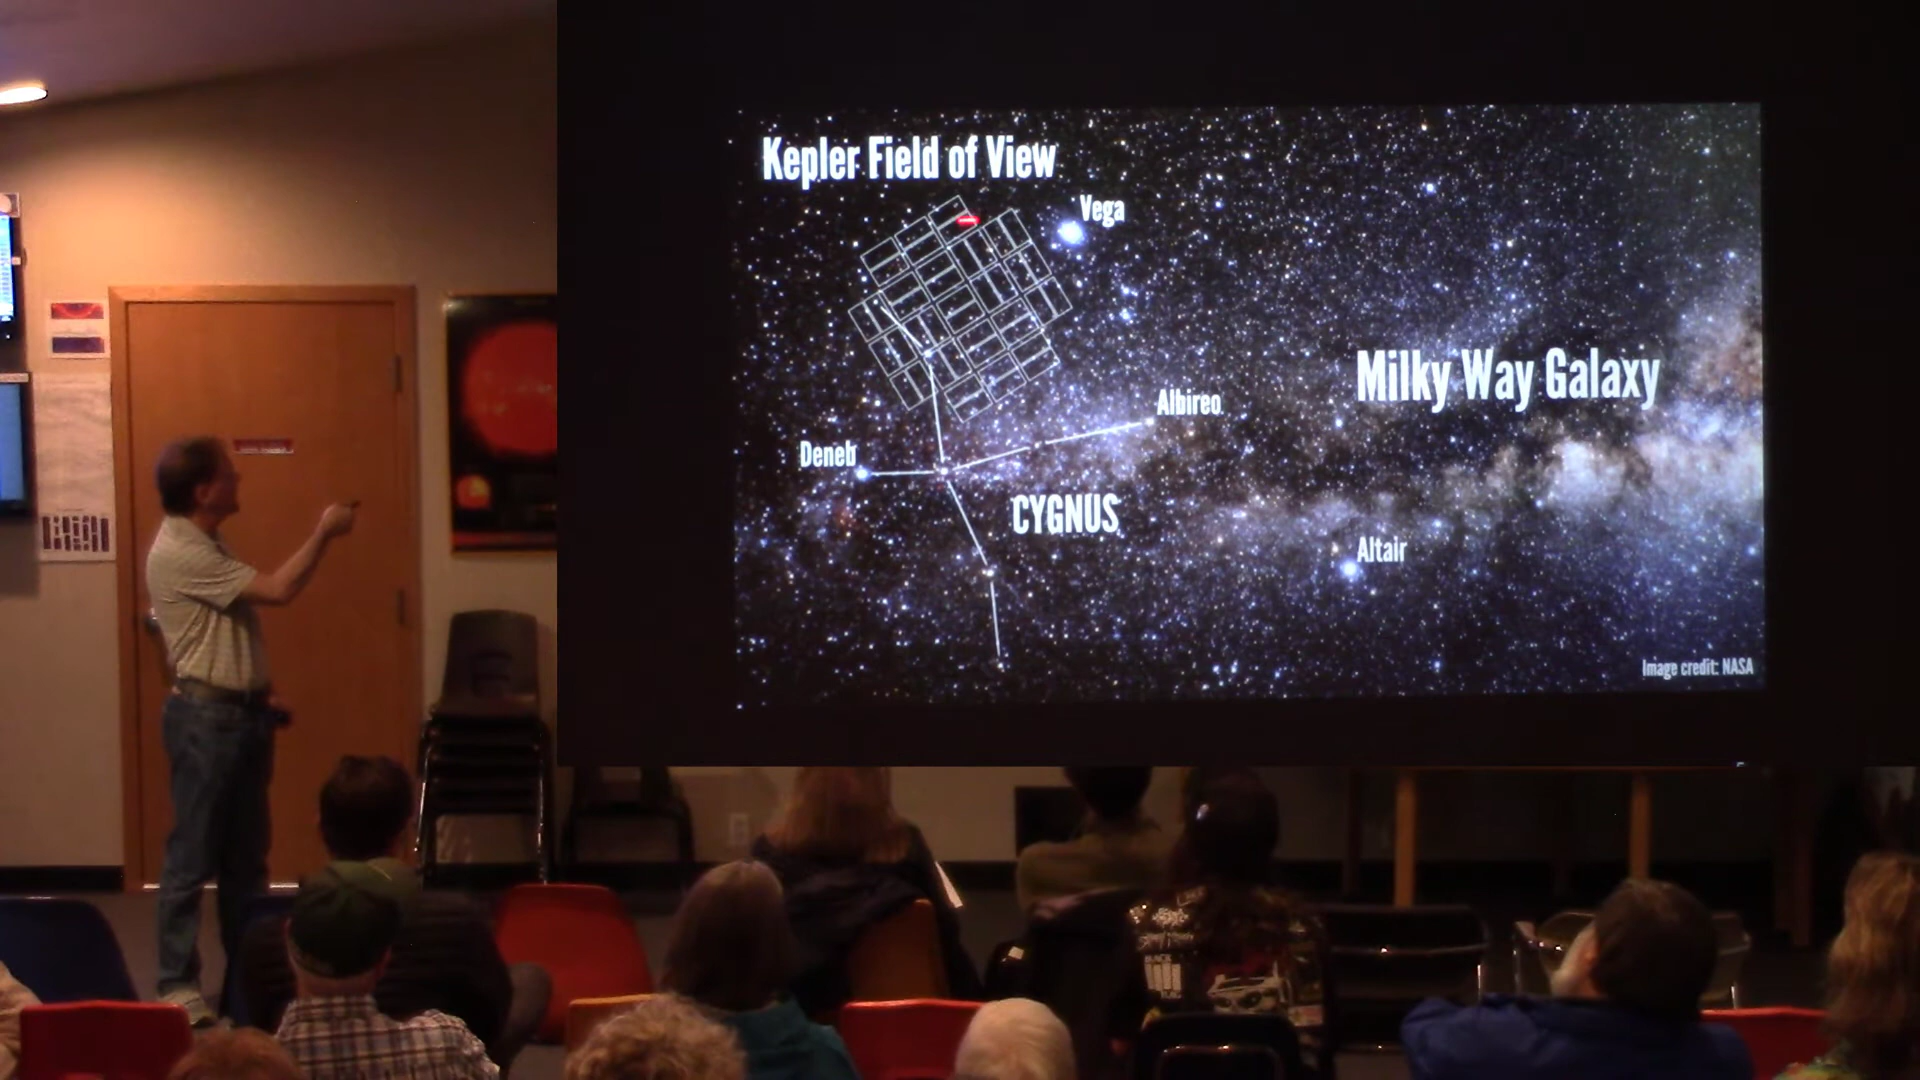 Kepler Field of View
Vega
Milky Way Galaxy
Albireo
Deneb
CYGNUS
Altair
Image credit: NASA